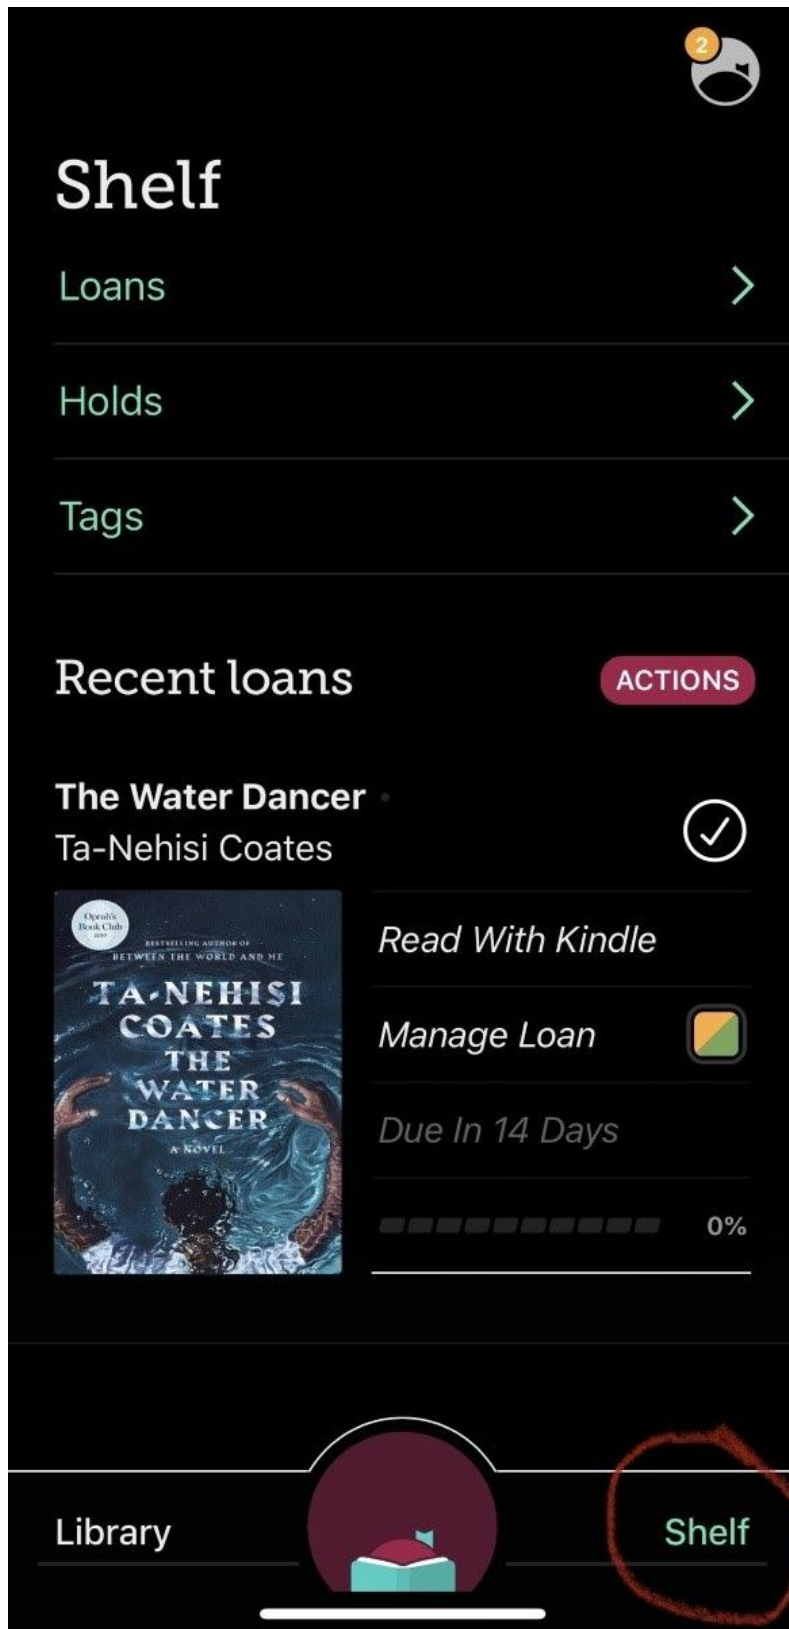 2
Shelf
Loans
Holds
Tags
Recent loans
ACTIONS
The Water Dancer
Ta-Nehisi Coates
Oprah's
Book Club
2019
BESTSELLING AUTHOR OF
BETWEEN THE WORLD AND ME
TA-NEHISI
COATES
THE
WATER
DANCER
A NOVEL
Read With Kindle
Manage Loan
Due In 14 Days
0%
Library
Shelf